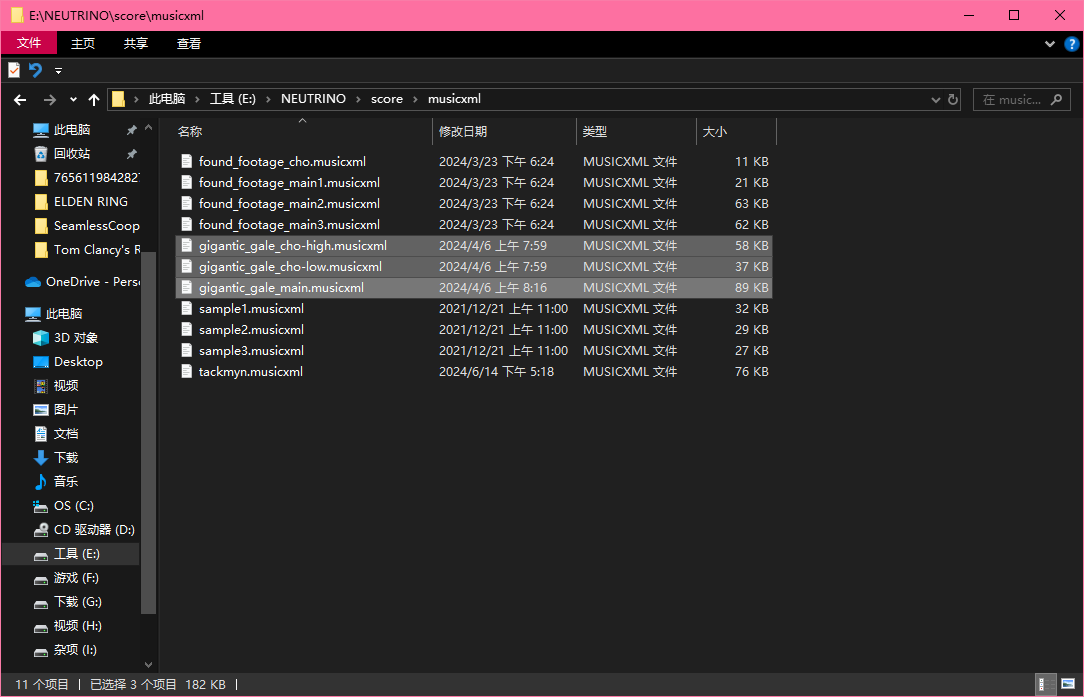 E:\NEUTRINO\score\musicxml
文件 主页 共享 查看
此电脑 工具 (E:) NEUTRINO score musicxml 在 music...
名称 修改日期 类型 大小
此电脑
回收站
7656119842827
ELDEN RING
SeamlessCoop
Tom Clancy's R
OneDrive - Perso
此电脑
3D 对象
Desktop
视频
图片
文档
下载
音乐
OS (C:)
CD 驱动器 (D:)
工具 (E:)
游戏 (F:)
下载 (G:)
视频 (H:)
杂项 (I:)
found_footage_cho.musicxml 2024/3/23 下午 6:24 MUSICXML 文件 11 KB
found_footage_main1.musicxml 2024/3/23 下午 6:24 MUSICXML 文件 21 KB
found_footage_main2.musicxml 2024/3/23 下午 6:24 MUSICXML 文件 63 KB
found_footage_main3.musicxml 2024/3/23 下午 6:24 MUSICXML 文件 62 KB
gigantic_gale_cho-high.musicxml 2024/4/6 上午 7:59 MUSICXML 文件 58 KB
gigantic_gale_cho-low.musicxml 2024/4/6 上午 7:59 MUSICXML 文件 37 KB
gigantic_gale_main.musicxml 2024/4/6 上午 8:16 MUSICXML 文件 89 KB
sample1.musicxml 2021/12/21 上午 11:00 MUSICXML 文件 32 KB
sample2.musicxml 2021/12/21 上午 11:00 MUSICXML 文件 29 KB
sample3.musicxml 2021/12/21 上午 11:00 MUSICXML 文件 27 KB
tackmyn.musicxml 2024/6/14 下午 5:18 MUSICXML 文件 76 KB
11 个项目 已选择 3 个项目 182 KB